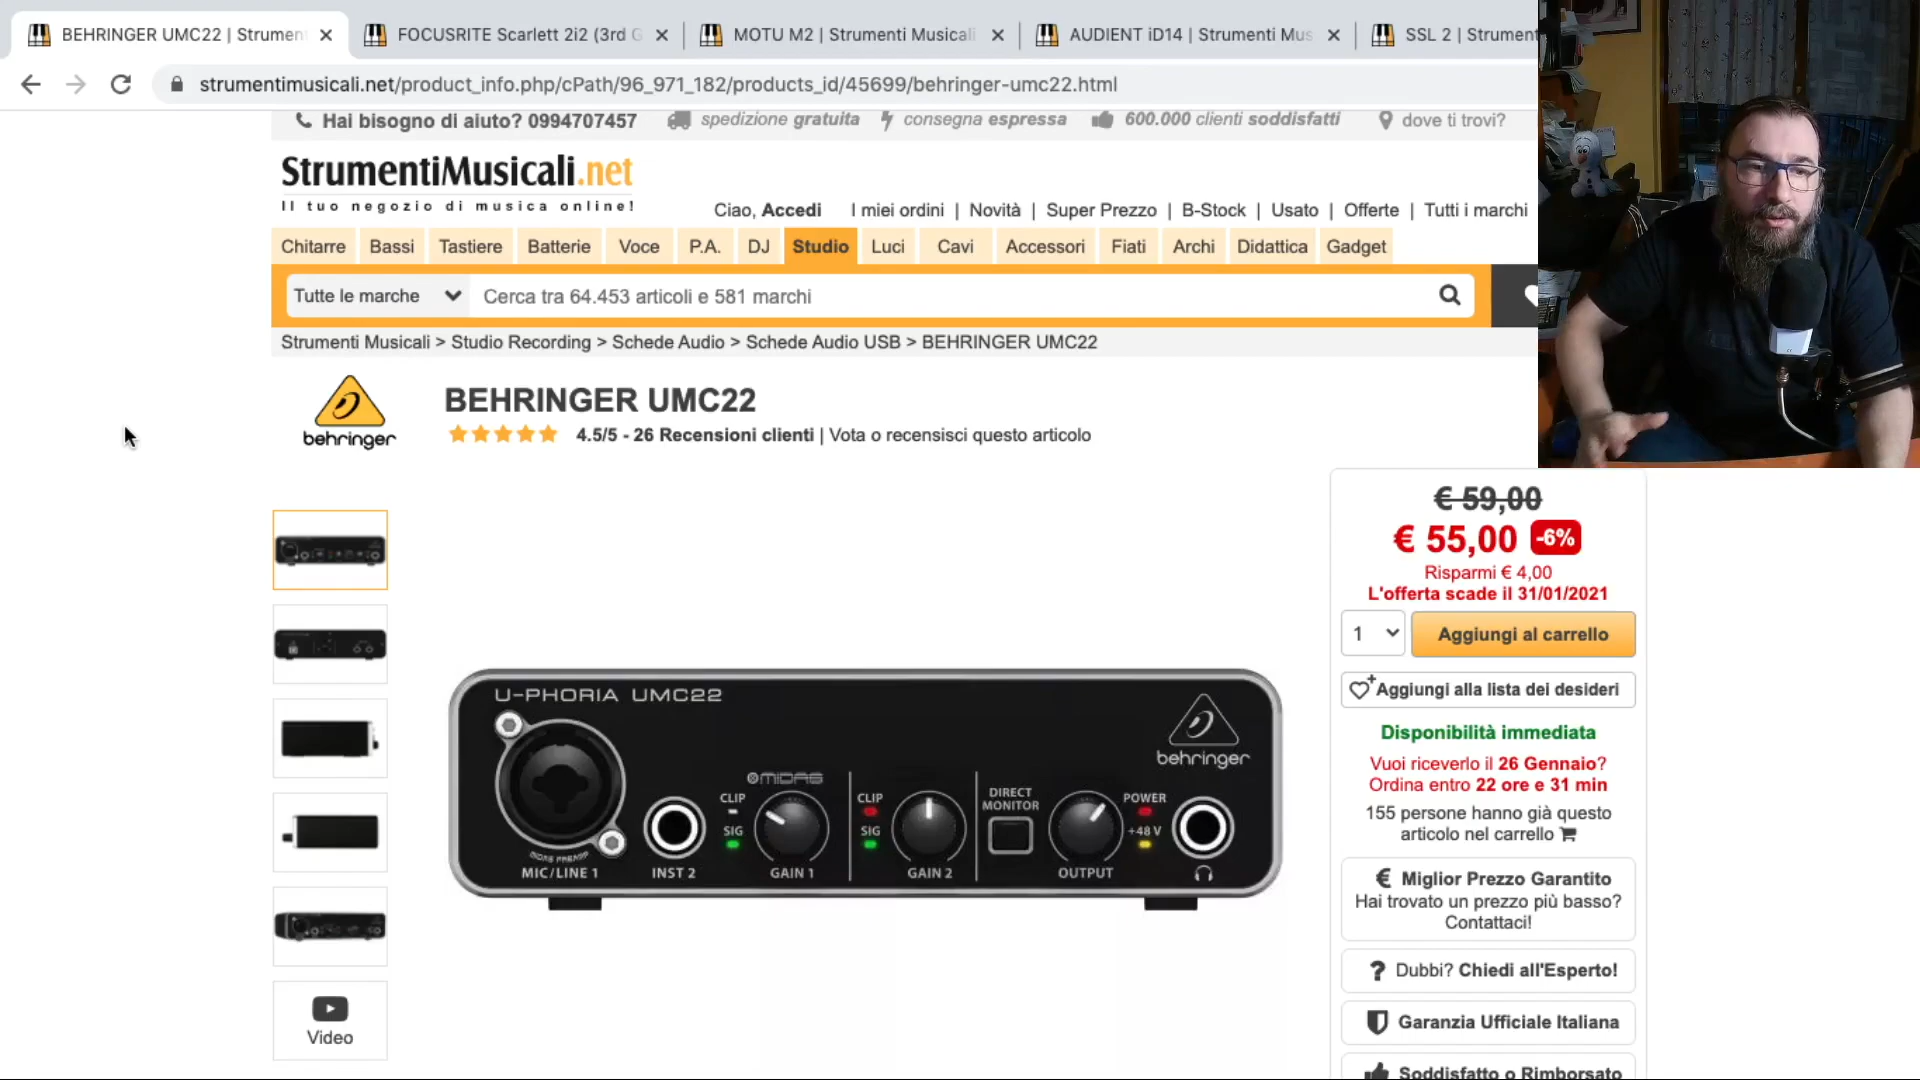 BEHRINGER UMC22 | Strumen
FOCUSRITE Scarlett 2i2 (3rd G
MOTU M2 | Strumenti Musicali
AUDIENT iD14 | Strumenti Mus
SSL 2 | Strument
strumentimusicali.net/product_info.php/cPath/96_971_182/products_id/45699/behringer-umc22.html
Hai bisogno di aiuto? 0994707457 spedizione gratuita consegna espressa 600.000 clienti soddisfatti dove ti trovi?
StrumentiMusicali.net
Il tuo negozio di musica online!
Ciao, Accedi I miei ordini | Novità | Super Prezzo | B-Stock | Usato | Offerte | Tutti i marchi
Chitarre Bassi Tastiere Batterie Voce P.A. DJ Studio Luci Cavi Accessori Fiati Archi Didattica Gadget
Tutte le marche Cerca tra 64.453 articoli e 581 marchi
Strumenti Musicali > Studio Recording > Schede Audio > Schede Audio USB > BEHRINGER UMC22
behringer
BEHRINGER UMC22
4.5/5 - 26 Recensioni clienti | Vota o recensisci questo articolo
€ 59,00
€ 55,00 -6%
Risparmi € 4,00
L'offerta scade il 31/01/2021
1 Aggiungi al carrello
Aggiungi alla lista dei desideri
Disponibilità immediata
Vuoi riceverlo il 26 Gennaio?
Ordina entro 22 ore e 31 min
155 persone hanno già questo
articolo nel carrello
€ Miglior Prezzo Garantito
Hai trovato un prezzo più basso?
Contattaci!
? Dubbi? Chiedi all'Esperto!
Garanzia Ufficiale Italiana
Soddisfatto o Rimborsato
U-PHORIA UMC22
behringer
MIDAS
CLIP
SIG
CLIP
SIG
DIRECT
MONITOR
POWER
+48 V
MIDAS PREAMP
MIC/LINE 1
INST 2
GAIN 1
GAIN 2
OUTPUT
Video